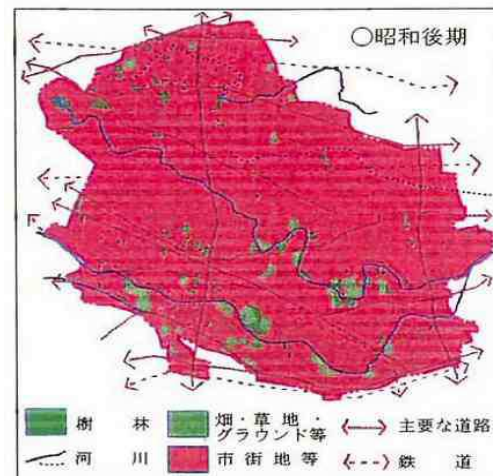 ○昭和後期
樹林
畑・草地・
グラウンド等
主要な道路
河川
市街地等
鉄道